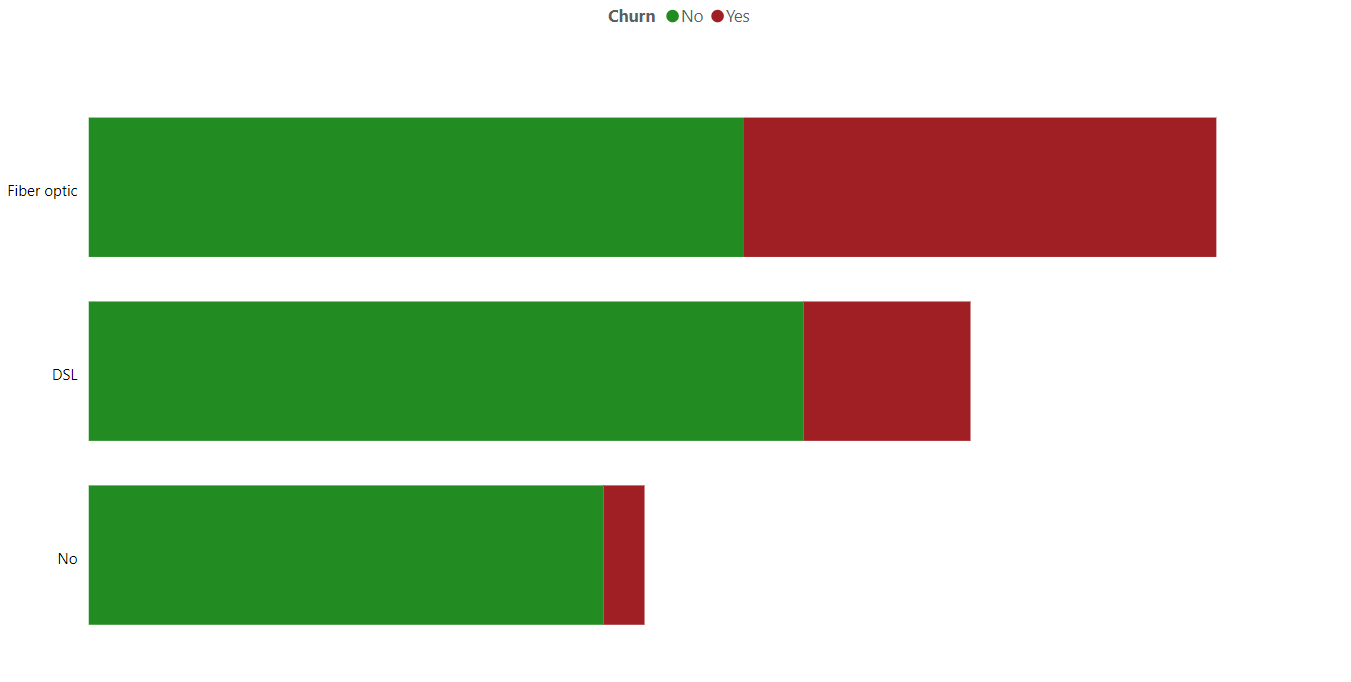 Churn No Yes
Fiber optic
DSL
No